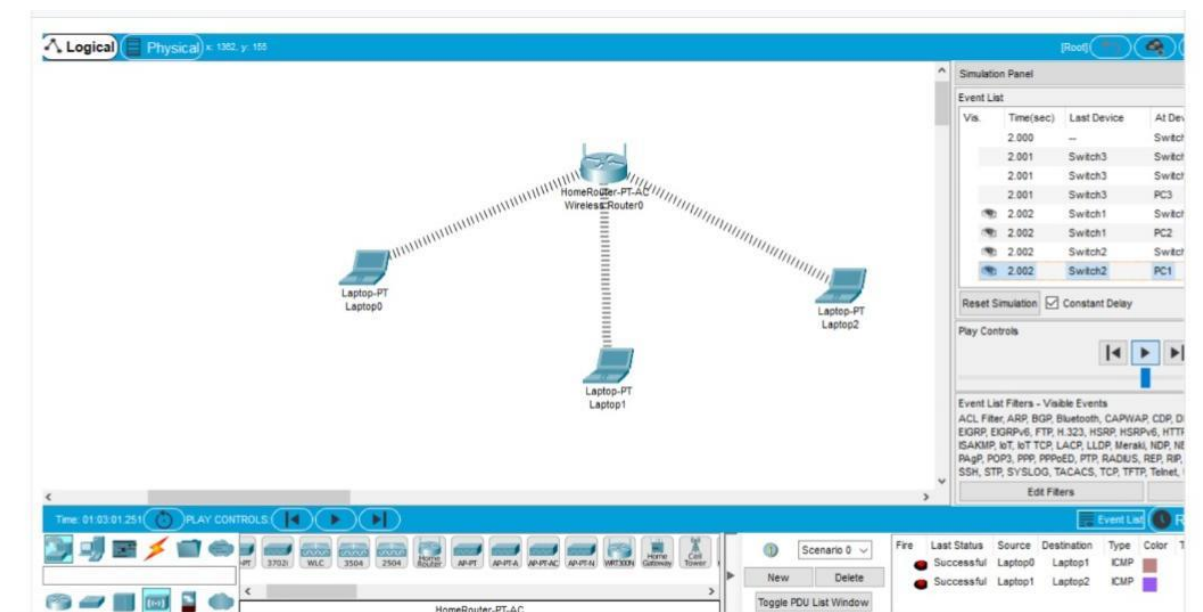 Logical
Physical
x: 1382, y: 155
[Root]
HomeRouter-PT-AC
Wireless Router0
Laptop-PT
Laptop0
Laptop-PT
Laptop2
Laptop-PT
Laptop1
Simulation Panel
Event List
Vis. Time(sec) Last Device At Dev
2.000 -- Switch
2.001 Switch3 Switch
2.001 Switch3 Switch
2.001 Switch3 PC3
2.002 Switch1 Switch
2.002 Switch1 PC2
2.002 Switch2 Switch
2.002 Switch2 PC1
Reset Simulation Constant Delay
Play Controls
Event List Filters - Visible Events
ACL Filter, ARP, BGP, Bluetooth, CAPWAP, CDP, D
EIGRP, EIGRPv6, FTP, H.323, HSRP, HSRPv6, HTTP
ISAKMP, IoT, IoT TCP, LACP, LLDP, Meraki, NDP, NE
PAgP, POP3, PPP, PPPoED, PTP, RADIUS, REP, RIP,
SSH, STP, SYSLOG, TACACS, TCP, TFTP, Telnet,
Edit Filters
Time: 01:03:01.251 PLAY CONTROLS:
Event List R
-PT 3702i WLC 3504 2504 Home Router AP-PT AP-PT-A AP-PT-AC AP-PT-N WRT300N Home Gateway Cell Tower
HomeRouter-PT-AC
Scenario 0
New Delete
Toggle PDU List Window
Fire Last Status Source Destination Type Color T
Successful Laptop0 Laptop1 ICMP
Successful Laptop1 Laptop2 ICMP